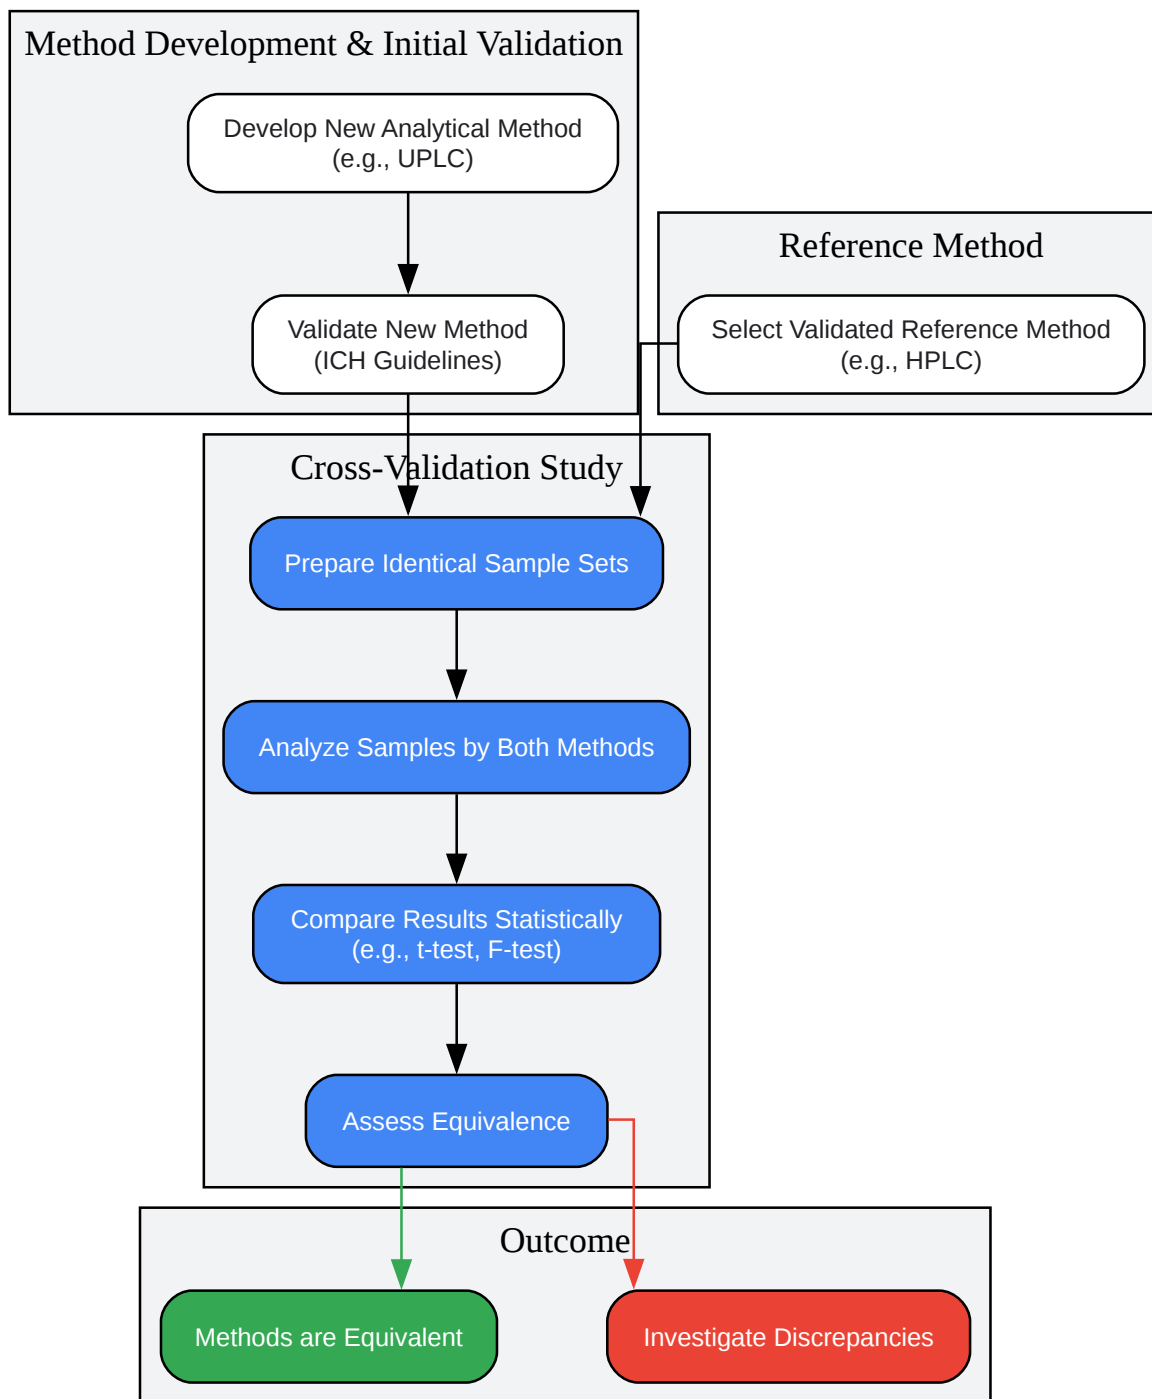 Method Development & Initial Validation
Develop New Analytical Method
(e.g., UPLC)
Reference Method
Validate New Method
(ICH Guidelines)
Select Validated Reference Method
(e.g., HPLC)
Cross-Validation Study
Prepare Identical Sample Sets
Analyze Samples by Both Methods
Compare Results Statistically
(e.g., t-test, F-test)
Assess Equivalence
Outcome
Methods are Equivalent
Investigate Discrepancies